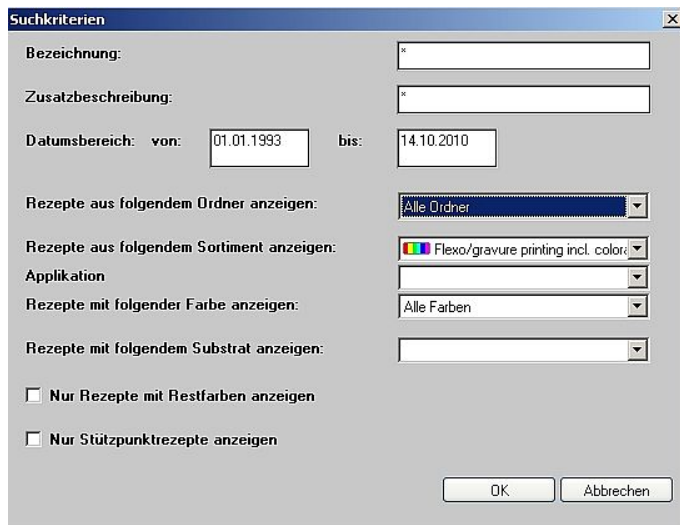 Suchkriterien
Bezeichnung: *
Zusatzbeschreibung: *
Datumsbereich: von: 01.01.1993 bis: 14.10.2010
Rezepte aus folgendem Ordner anzeigen: Alle Ordner
Rezepte aus folgendem Sortiment anzeigen: Flexo/gravure printing incl. colora
Applikation
Rezepte mit folgender Farbe anzeigen: Alle Farben
Rezepte mit folgendem Substrat anzeigen:
Nur Rezepte mit Restfarben anzeigen
Nur Stützpunktrezepte anzeigen
OK Abbrechen